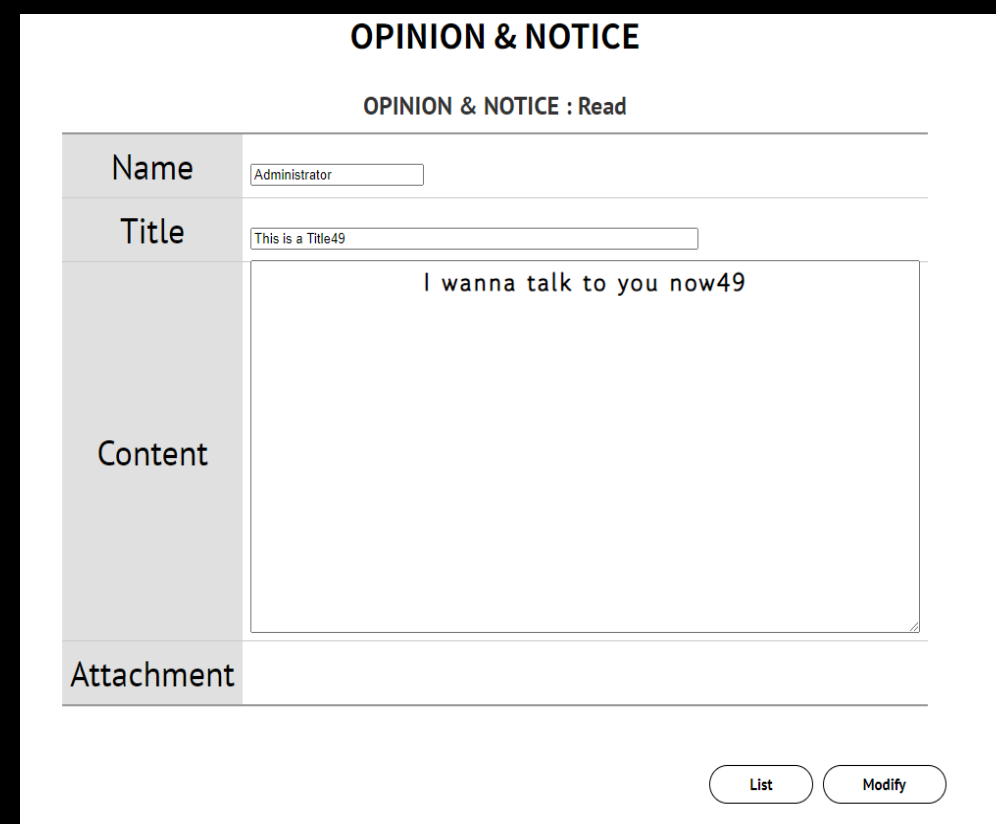 OPINION & NOTICE
OPINION & NOTICE : Read
Name
Administrator
Title
This is a Title49
Content
I wanna talk to you now49
Attachment
List
Modify